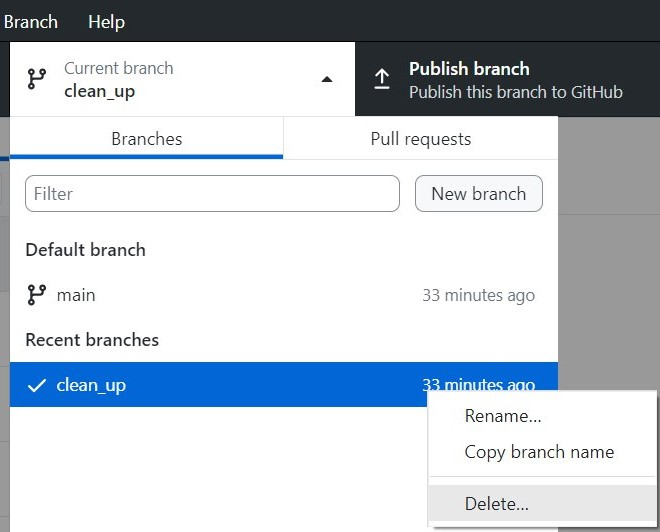 Branch Help
Current branch
clean_up
Publish branch
Publish this branch to GitHub
Branches Pull requests
Filter New branch
Default branch
main 33 minutes ago
Recent branches
clean_up 33 minutes ago
Rename...
Copy branch name
Delete...